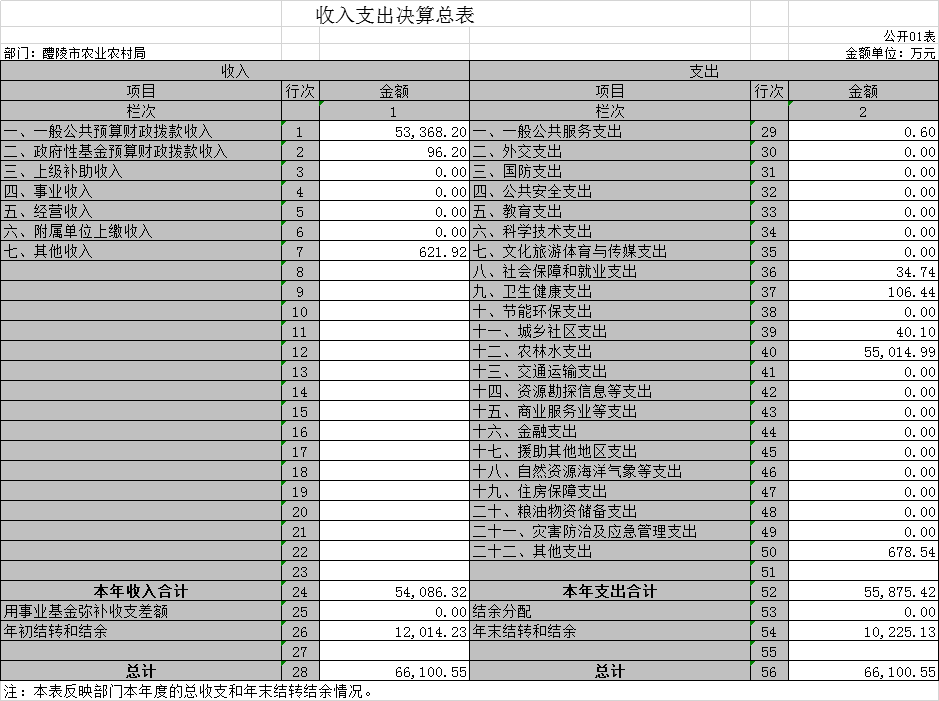 收入支出决算总表
公开01表
部门：醴陵市农业农村局 金额单位：万元
收入 支出
项目 行次 金额 项目 行次 金额
栏次 1 栏次 2
一、一般公共预算财政拨款收入 1 53,368.20 一、一般公共服务支出 29 0.60
二、政府性基金预算财政拨款收入 2 96.20 二、外交支出 30 0.00
三、上级补助收入 3 0.00 三、国防支出 31 0.00
四、事业收入 4 0.00 四、公共安全支出 32 0.00
五、经营收入 5 0.00 五、教育支出 33 0.00
六、附属单位上缴收入 6 0.00 六、科学技术支出 34 0.00
七、其他收入 7 621.92 七、文化旅游体育与传媒支出 35 0.00
8 八、社会保障和就业支出 36 34.74
9 九、卫生健康支出 37 106.44
10 十、节能环保支出 38 0.00
11 十一、城乡社区支出 39 40.10
12 十二、农林水支出 40 55,014.99
13 十三、交通运输支出 41 0.00
14 十四、资源勘探信息等支出 42 0.00
15 十五、商业服务业等支出 43 0.00
16 十六、金融支出 44 0.00
17 十七、援助其他地区支出 45 0.00
18 十八、自然资源海洋气象等支出 46 0.00
19 十九、住房保障支出 47 0.00
20 二十、粮油物资储备支出 48 0.00
21 二十一、灾害防治及应急管理支出 49 0.00
22 二十二、其他支出 50 678.54
23 51
本年收入合计 24 54,086.32 本年支出合计 52 55,875.42
用事业基金弥补收支差额 25 0.00 结余分配 53 0.00
年初结转和结余 26 12,014.23 年末结转和结余 54 10,225.13
27 55
总计 28 66,100.55 总计 56 66,100.55
注：本表反映部门本年度的总收支和年末结转结余情况。